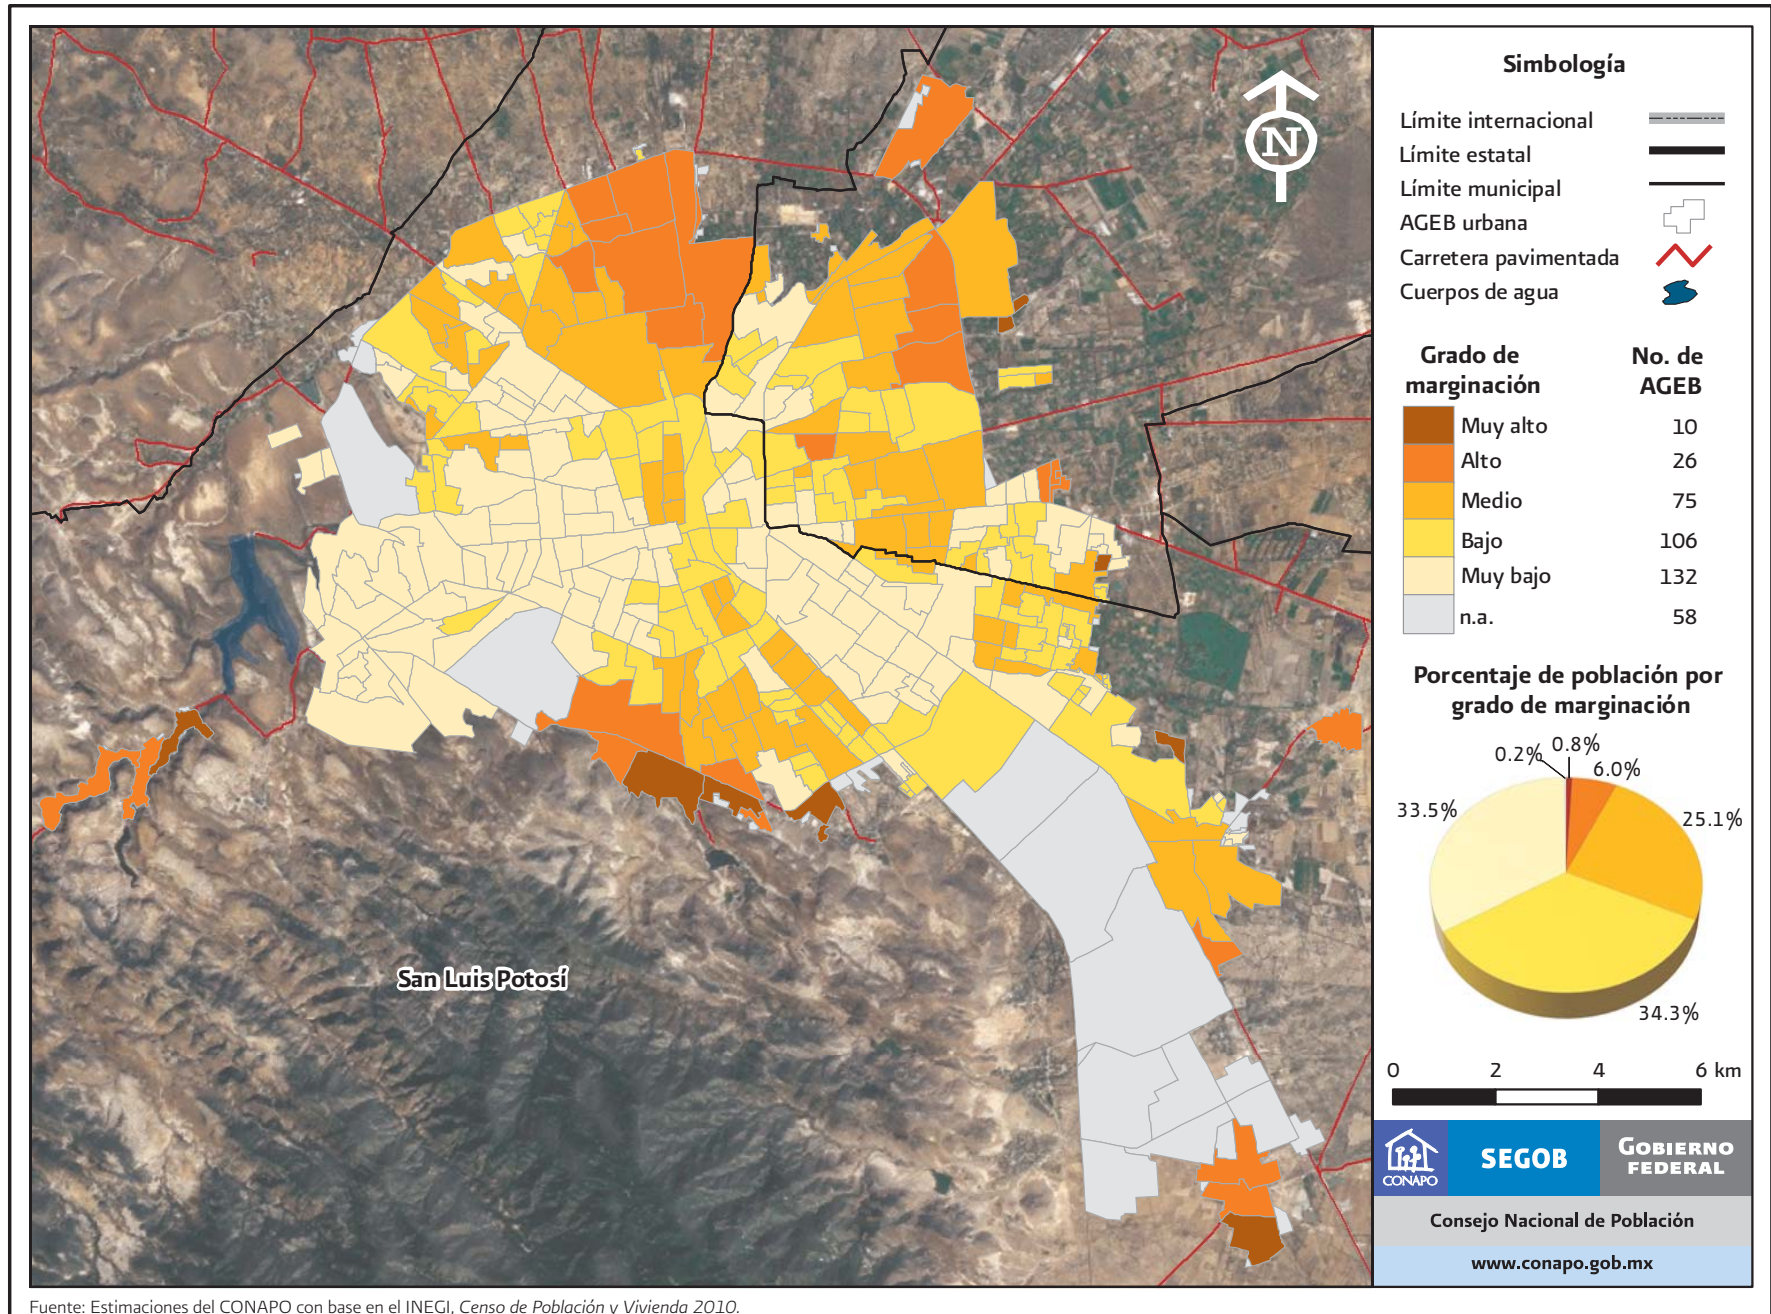 Simbología
Límite internacional
Límite estatal
Límite municipal
AGEB urbana
Carretera pavimentada
Cuerpos de agua
Grado de marginación No. de AGEB
Muy alto 10
Alto 26
Medio 75
Bajo 106
Muy bajo 132
n.a. 58
Porcentaje de población por
grado de marginación
0.2% 0.8%
6.0%
33.5%
25.1%
34.3%
0 2 4 6 km
CONAPO
SEGOB
GOBIERNO
FEDERAL
Consejo Nacional de Población
www.conapo.gob.mx
N
San Luis Potosí
Fuente: Estimaciones del CONAPO con base en el INEGI, Censo de Población y Vivienda 2010.